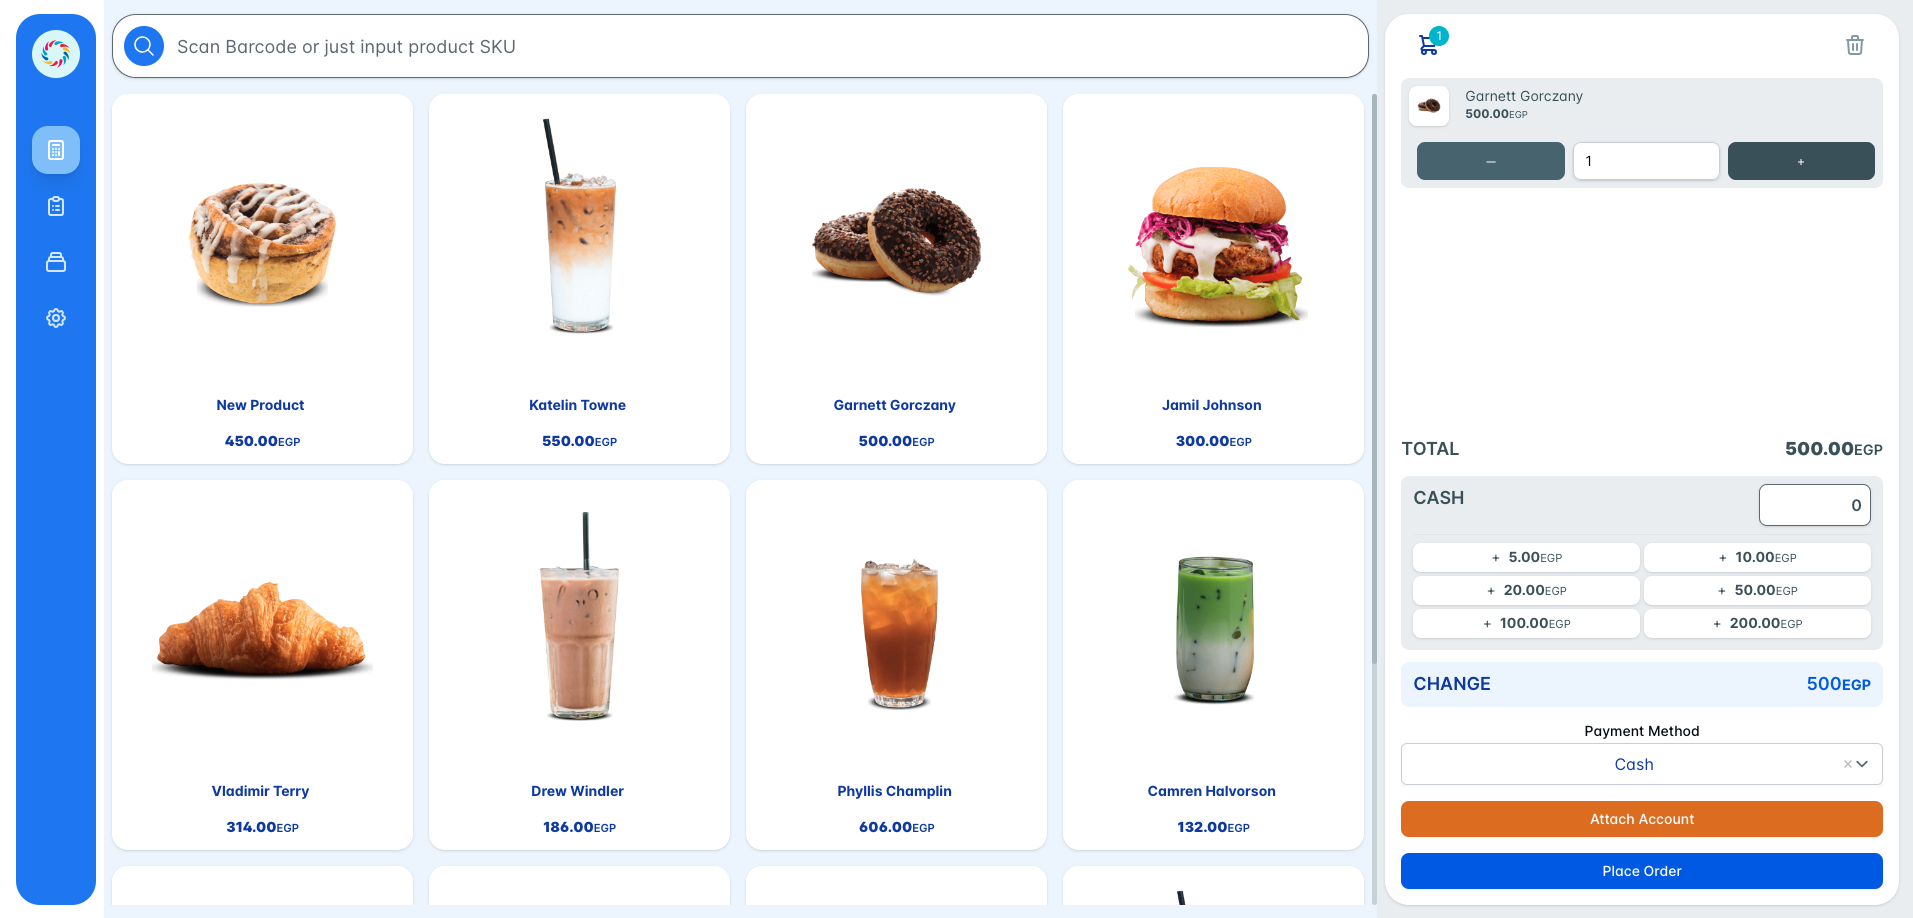 Scan Barcode or just input product SKU
New Product
450.00EGP
Katelin Towne
550.00EGP
Garnett Gorczany
500.00EGP
Jamil Johnson
300.00EGP
Vladimir Terry
314.00EGP
Drew Windler
186.00EGP
Phyllis Champlin
606.00EGP
Camren Halvorson
132.00EGP
1
Garnett Gorczany
500.00EGP
— 1 +
TOTAL 500.00EGP
CASH 0
+ 5.00EGP + 10.00EGP
+ 20.00EGP + 50.00EGP
+ 100.00EGP + 200.00EGP
CHANGE 500EGP
Payment Method
Cash ×
Attach Account
Place Order